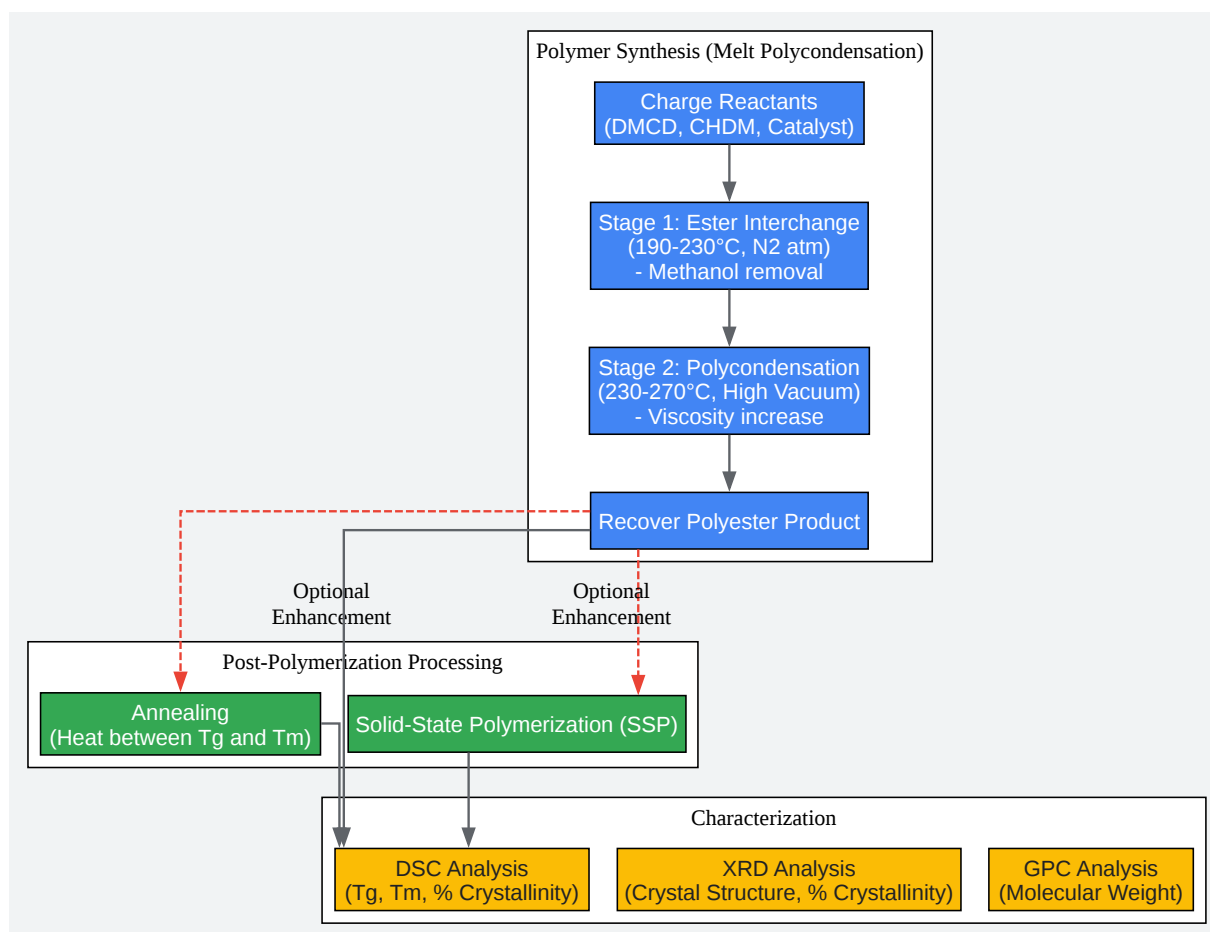 Polymer Synthesis (Melt Polycondensation)
Charge Reactants
(DMCD, CHDM, Catalyst)
Stage 1: Ester Interchange
(190-230°C, N2 atm)
- Methanol removal
Stage 2: Polycondensation
(230-270°C, High Vacuum)
- Viscosity increase
Recover Polyester Product
Optional
Enhancement
Optional
Enhancement
Post-Polymerization Processing
Annealing
(Heat between Tg and Tm)
Solid-State Polymerization (SSP)
Characterization
DSC Analysis
(Tg, Tm, % Crystallinity)
XRD Analysis
(Crystal Structure, % Crystallinity)
GPC Analysis
(Molecular Weight)